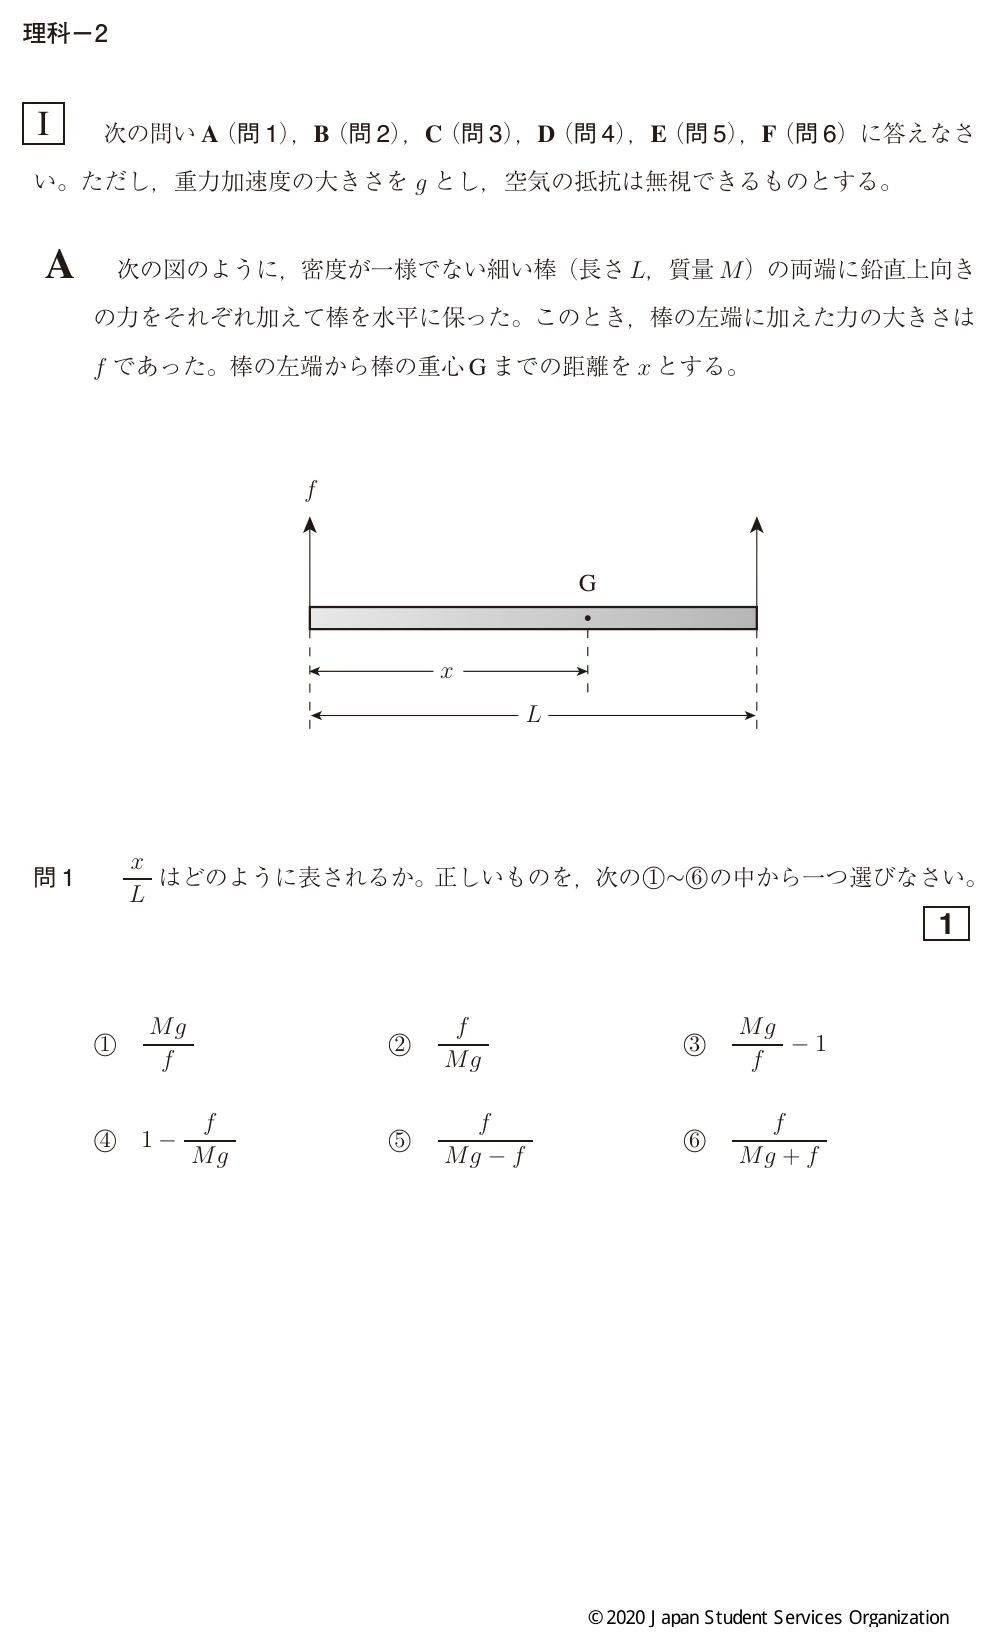 理科－2
I 次の問い A（問 1），B（問 2），C（問 3），D（問 4），E（問 5），F（問 6）に答えなさ
い。ただし，重力加速度の大きさを g とし，空気の抵抗は無視できるものとする。
A 次の図のように，密度が一様でない細い棒（長さ L，質量 M）の両端に鉛直上向き
の力をそれぞれ加えて棒を水平に保った。このとき，棒の左端に加えた力の大きさは
f であった。棒の左端から棒の重心 G までの距離を x とする。
f
G
x
L
問 1 x/L はどのように表されるか。正しいものを，次の①～⑥の中から一つ選びなさい。
1
① Mg/f ② f/Mg ③ Mg/f − 1
④ 1 − f/Mg ⑤ f/(Mg − f) ⑥ f/(Mg + f)
© 2020 Japan Student Services Organization